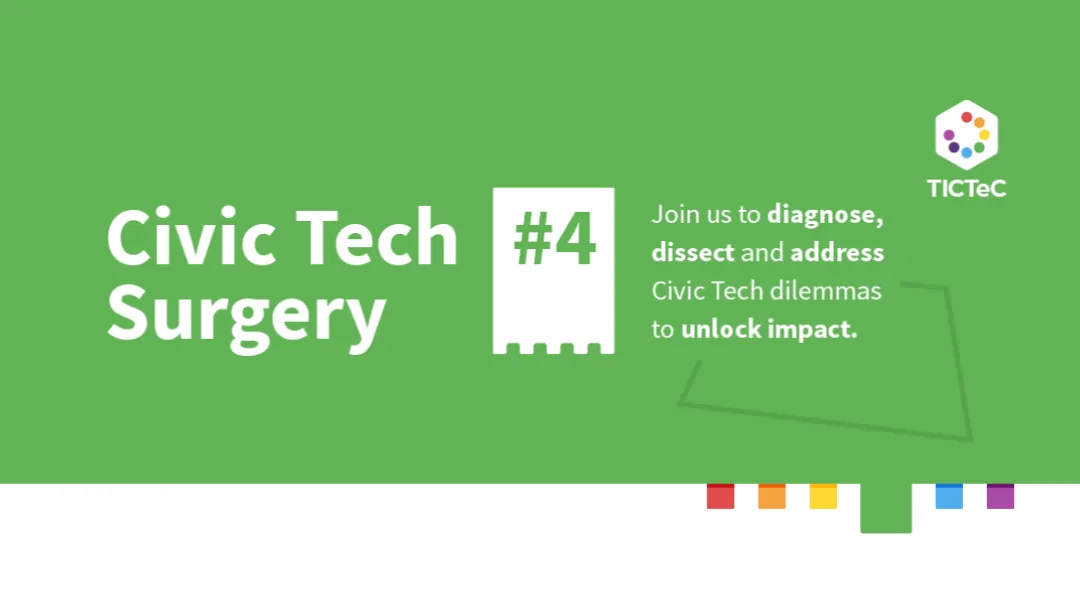 Civic Tech
Surgery
#4
Join us to diagnose,
dissect and address
Civic Tech dilemmas
to unlock impact.
TICTeC